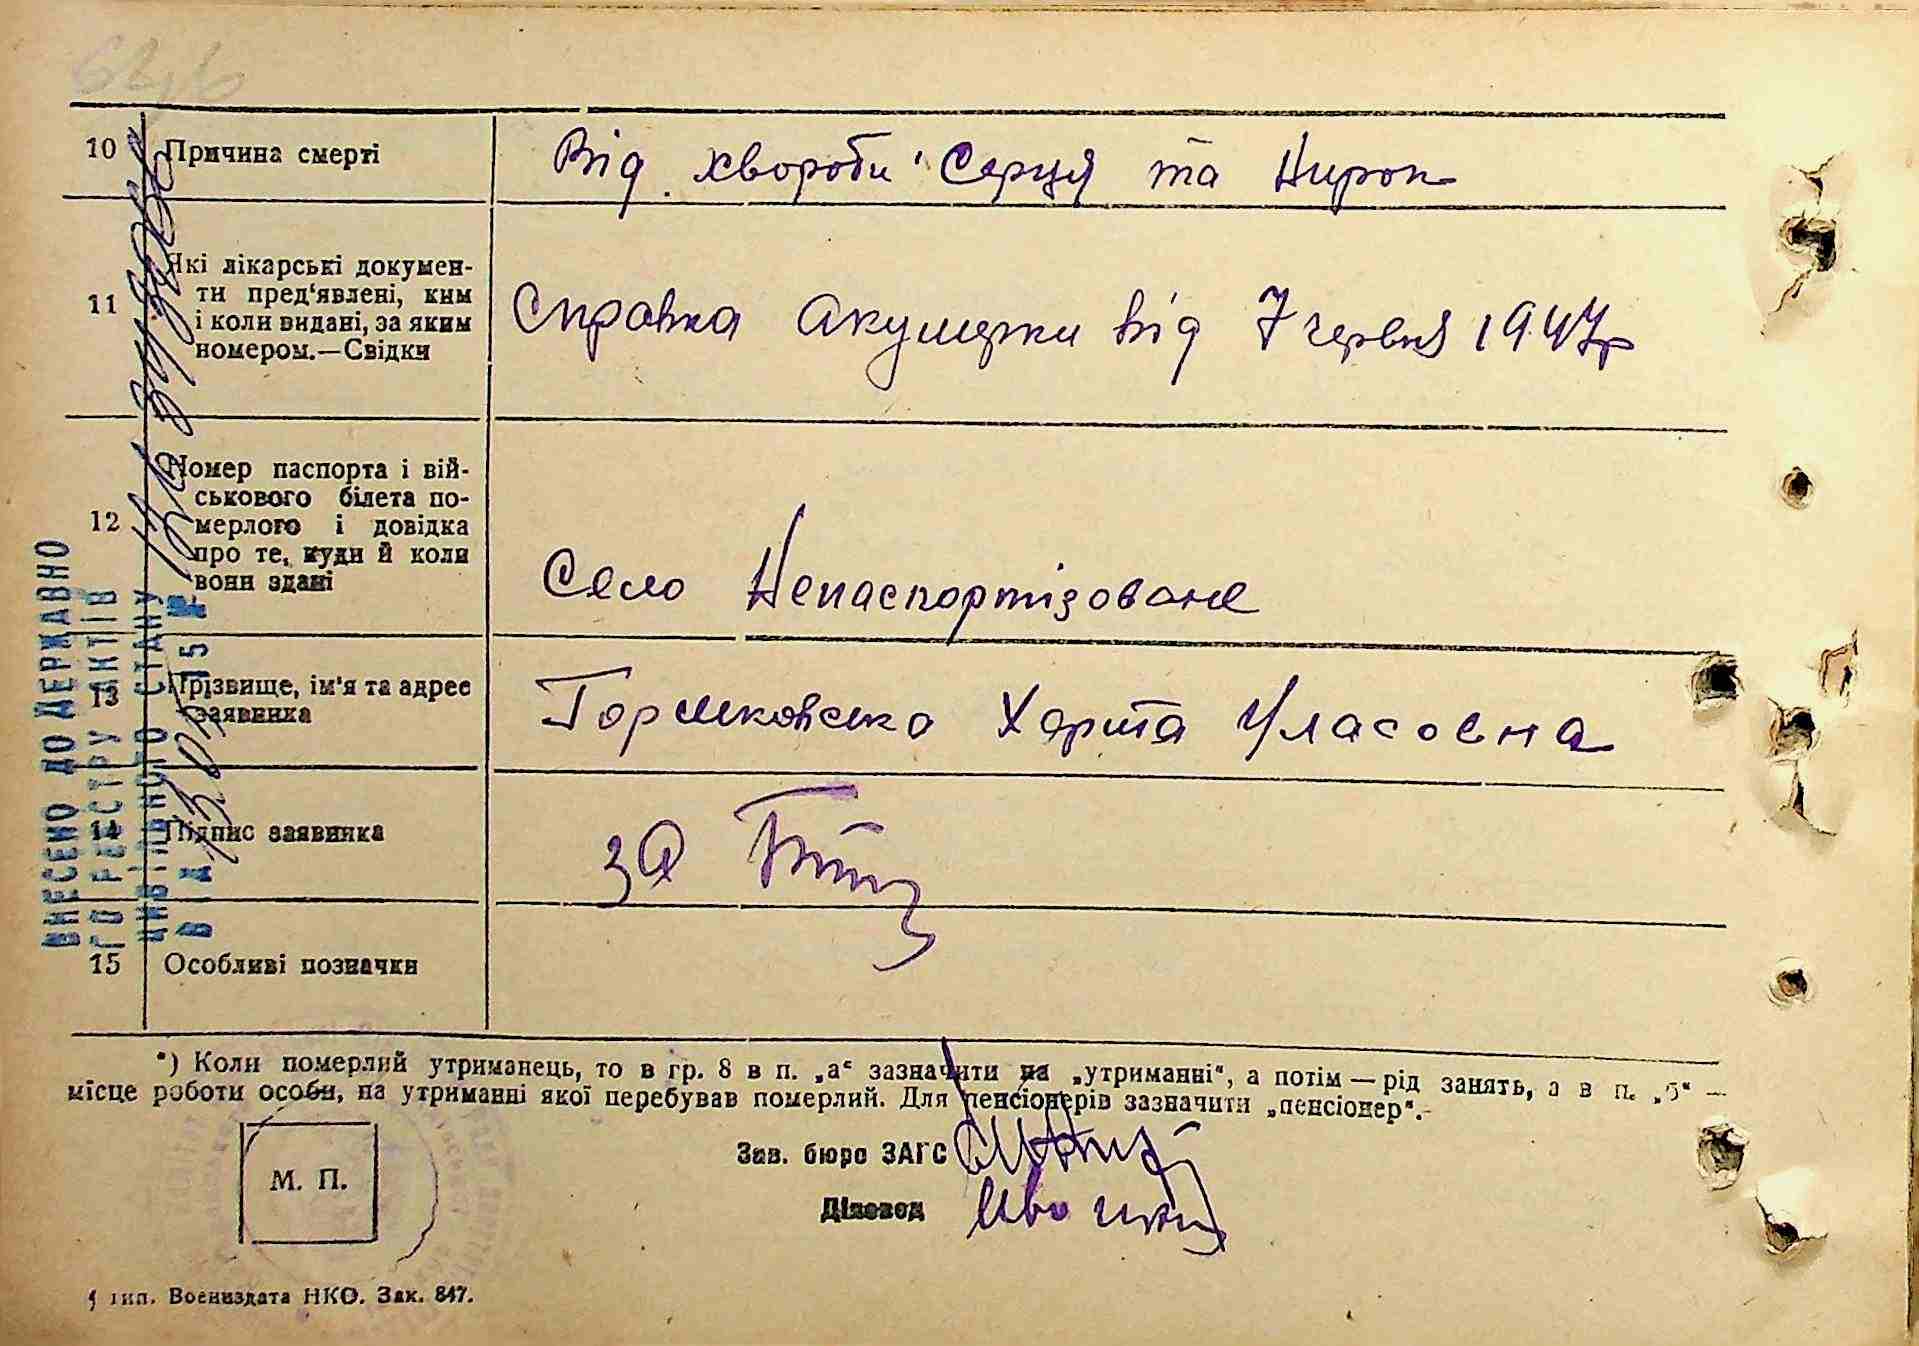 10 Причина смерті Від хвороби Серця та Нирок
11 Які лікарські документи
ти пред'явлені, ким
і коли видані, за яким
номером.—Свідки
Справка акушерки від 7 червня 1947р
12 Номер паспорта і вій-
ськового білета по-
мерлого і довідка
про те, куди й коли
вони здані
Село Непаспортізоване
13 Прізвище, ім'я та адрес
заявника
Горшковська Уласовна
14 Підпис заявника за
15 Особливі позначки
ВНЕСЕНО ДО ДЕРЖАВНО
ГО РЕЄСТРУ АКТІВ
ЦИВІЛЬНОГО СТАНУ
ВІД
*) Коли померлий утриманець, то в гр. 8 в п. „а“ зазначити на „утриманні“, а потім — рід занять, а в п. „б“ —
місце роботи особи, на утриманні якої перебував померлий. Для пенсіонерів зазначити „пенсіонер“.
Зав. бюро ЗАГС
М. П.
Діловод
тип. Воениздата НКО. Зак. 847.